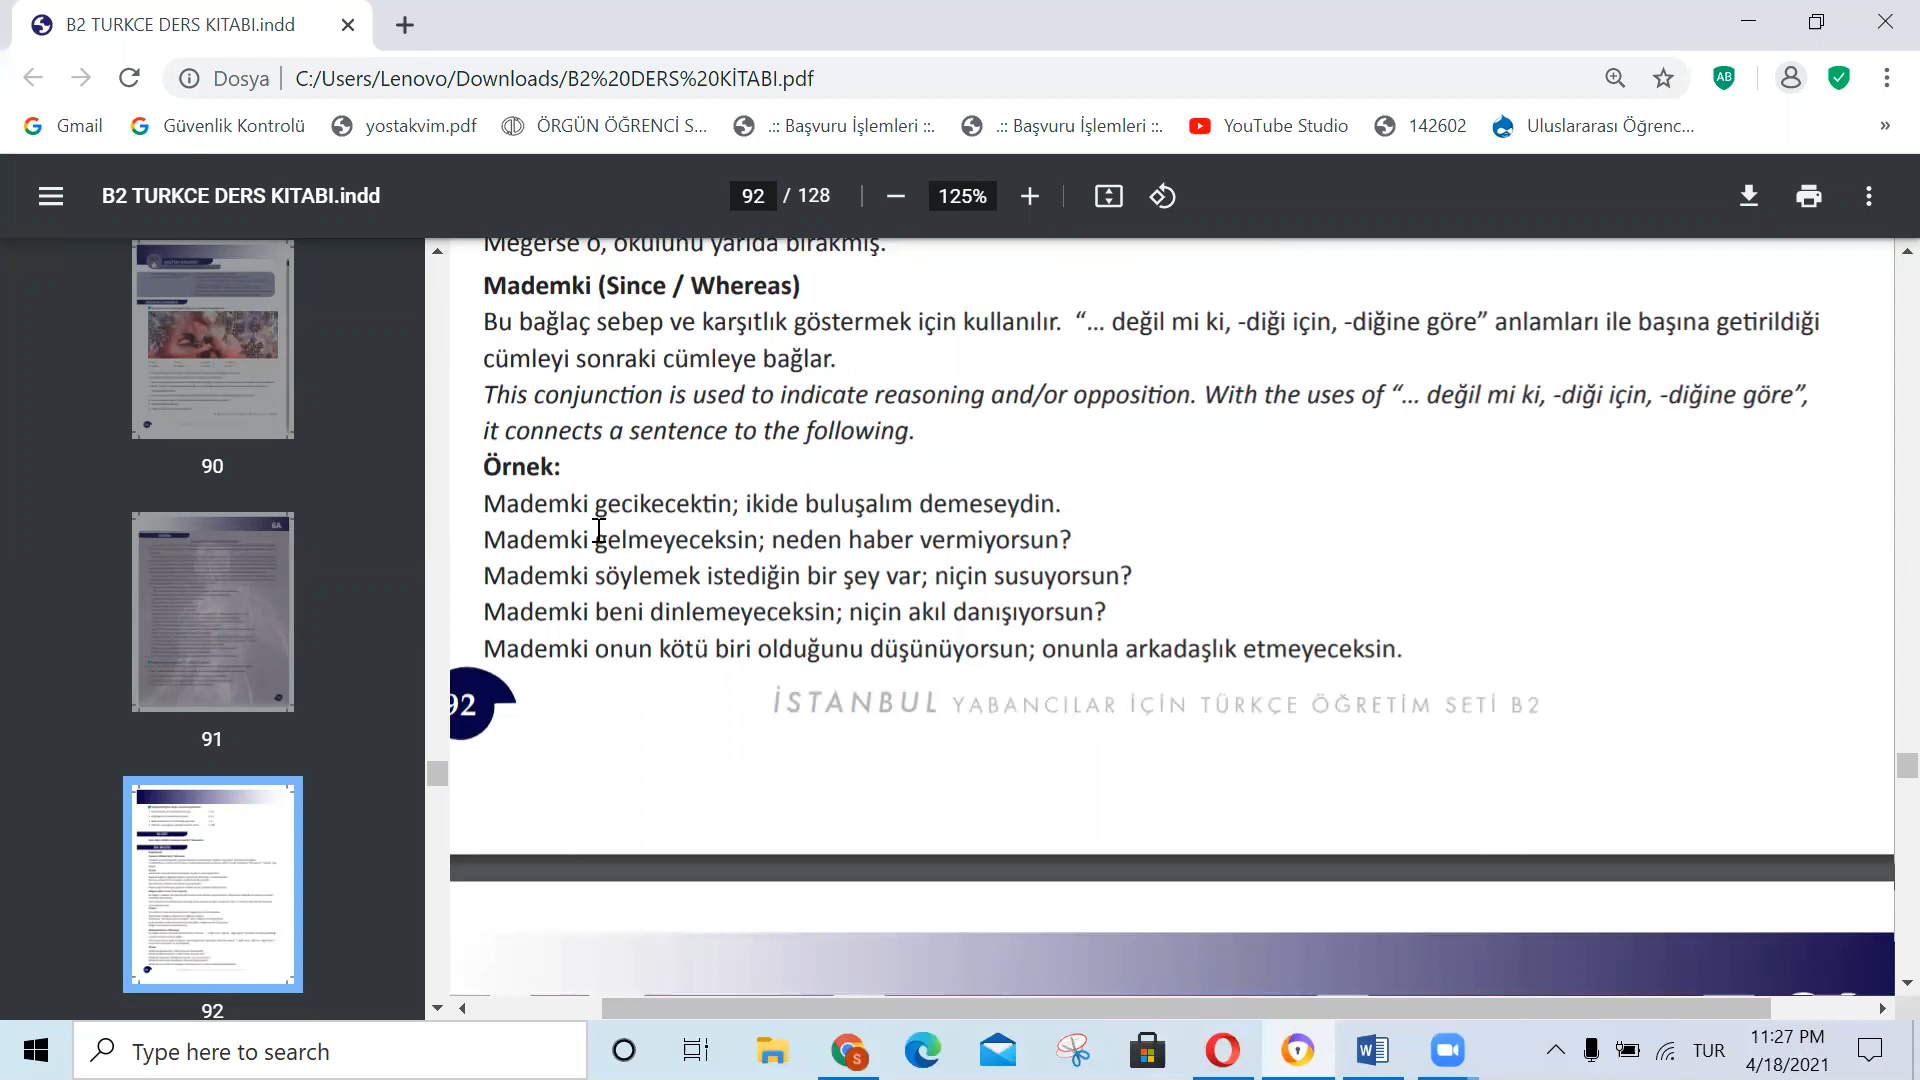 B2 TURKCE DERS KITABI.indd
Dosya C:/Users/Lenovo/Downloads/B2%20DERS%20KİTABI.pdf
AB
Gmail Güvenlik Kontrolü yostakvim.pdf ÖRGÜN ÖĞRENCİ S... .:: Başvuru İşlemleri ::. .:: Başvuru İşlemleri ::. YouTube Studio 142602 Uluslararası Öğrenc... »
B2 TURKCE DERS KITABI.indd 92 / 128 125%
90
6A
91
92
Megerse o, okulunu yarıda bırakmış.
Mademki (Since / Whereas)
Bu bağlaç sebep ve karşıtlık göstermek için kullanılır. “... değil mi ki, -diği için, -diğine göre” anlamları ile başına getirildiği
cümleyi sonraki cümleye bağlar.
This conjunction is used to indicate reasoning and/or opposition. With the uses of “... değil mi ki, -diği için, -diğine göre”,
it connects a sentence to the following.
Örnek:
Mademki gecikecektin; ikide buluşalım demeseydin.
Mademki gelmeyeceksin; neden haber vermiyorsun?
Mademki söylemek istediğin bir şey var; niçin susuyorsun?
Mademki beni dinlemeyeceksin; niçin akıl danışıyorsun?
Mademki onun kötü biri olduğunu düşünüyorsun; onunla arkadaşlık etmeyeceksin.
92 İSTANBUL YABANCILAR İÇİN TÜRKÇE ÖĞRETİM SETİ B2
Type here to search
S
TUR
11:27 PM
4/18/2021